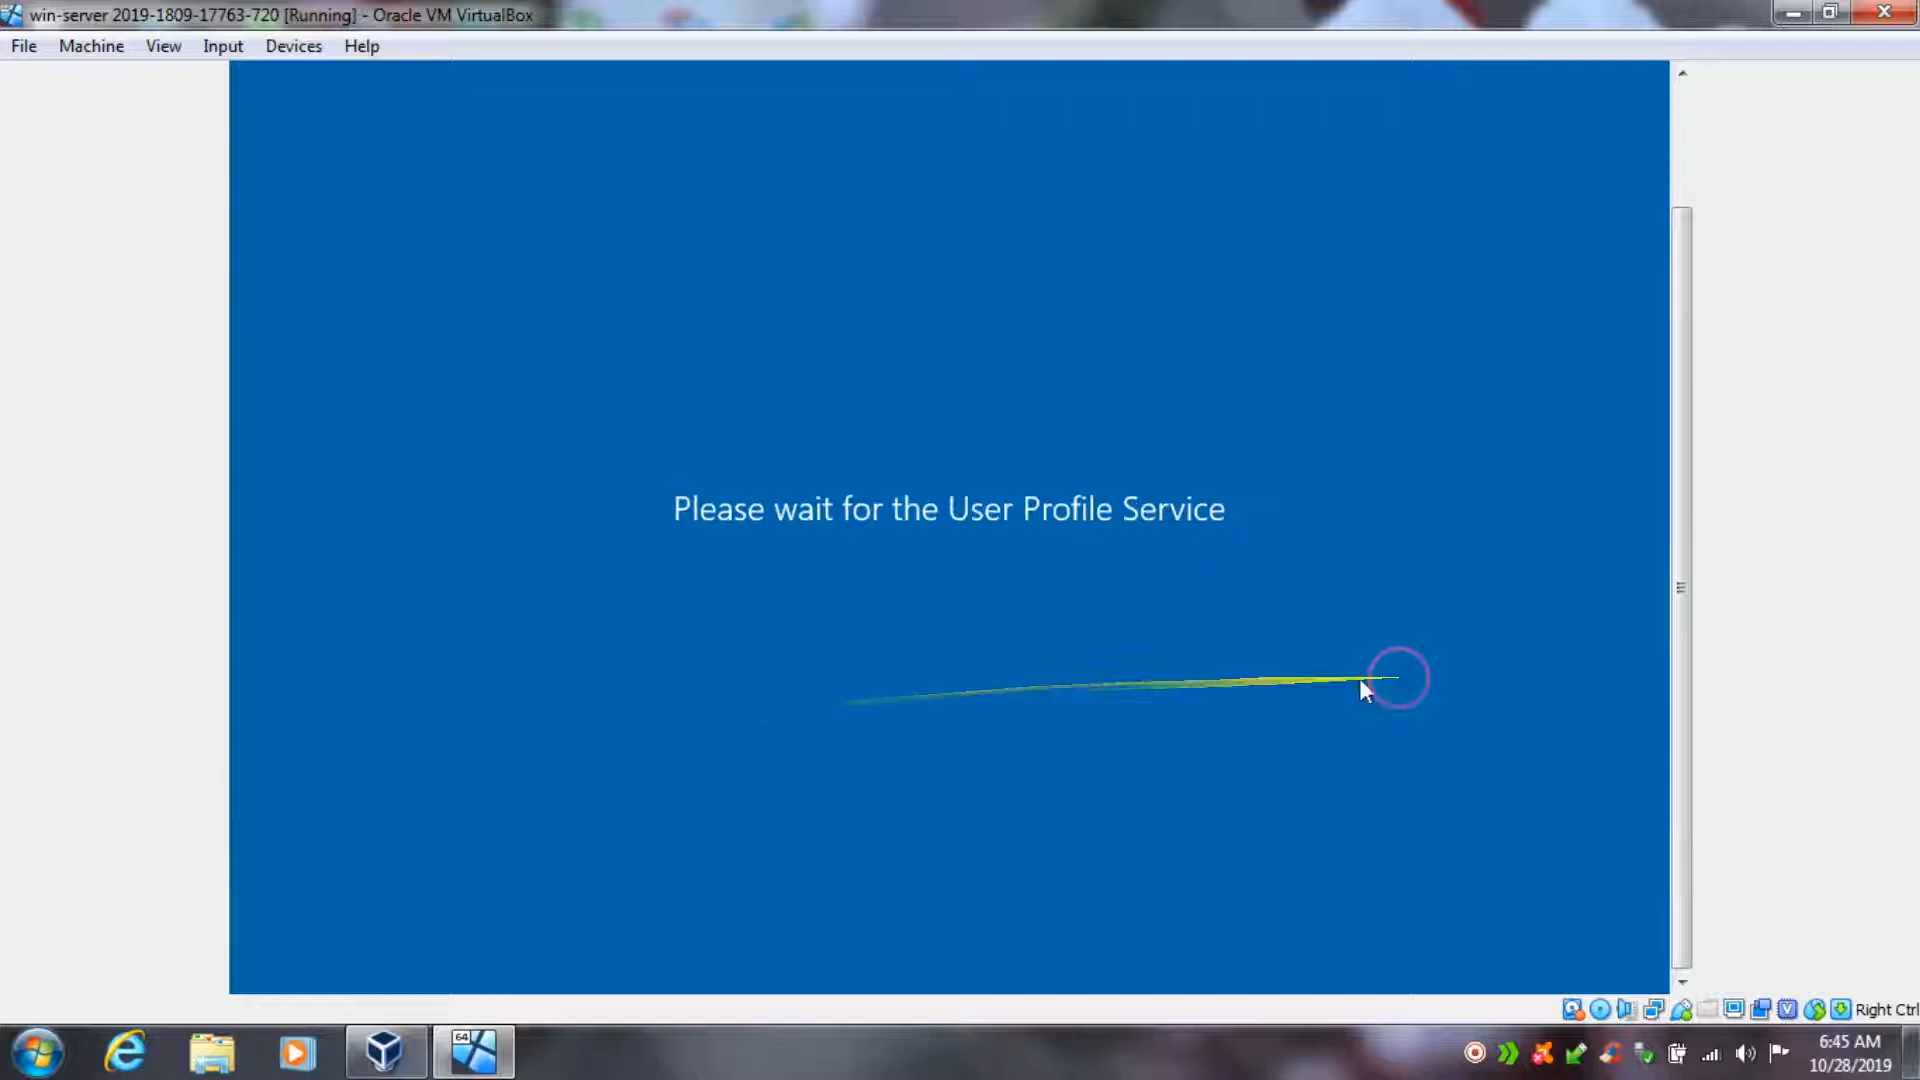 win-server 2019-1809-17763-720 [Running] - Oracle VM VirtualBox
File Machine View Input Devices Help
Please wait for the User Profile Service
Right Ctrl
64
6:45 AM
10/28/2019